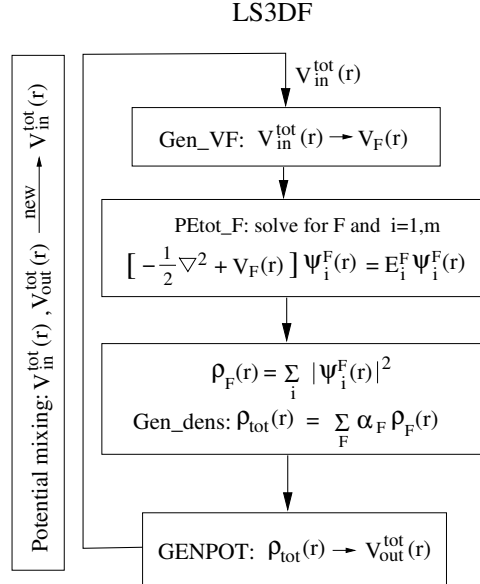 LS3DF
V_in^tot(r)
Gen_VF: V_in^tot(r) → V_F(r)
PEtot_F: solve for F and i=1,m
[ -1/2 ▽² + V_F(r) ] Ψ_i^F(r) = E_i^F Ψ_i^F(r)
ρ_F(r) = Σ_i |Ψ_i^F(r)|²
Gen_dens: ρ_tot(r) = Σ_F α_F ρ_F(r)
GENPOT: ρ_tot(r) → V_out^tot(r)
Potential mixing: V_in^tot(r) , V_out^tot(r) new → V_in^tot(r)